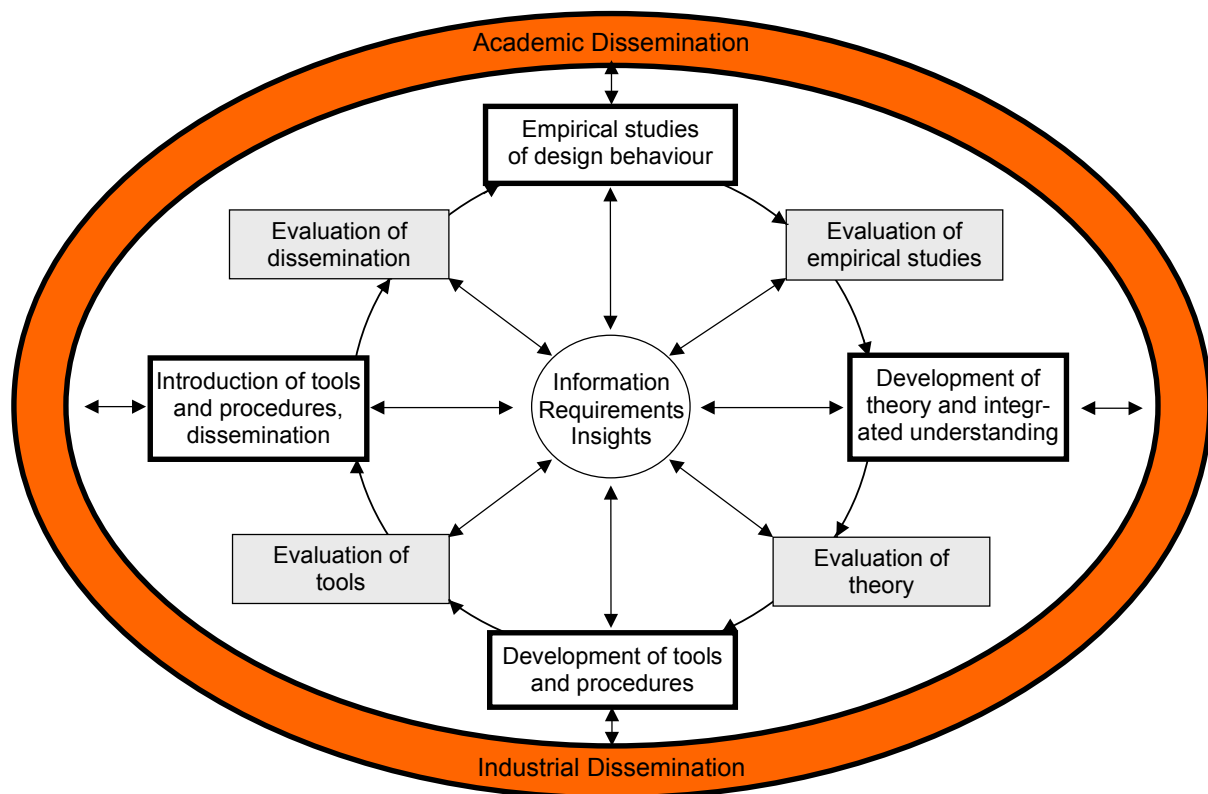 Academic Dissemination
Empirical studies
of design behaviour
Evaluation of
dissemination
Evaluation of
empirical studies
Introduction of tools
and procedures,
dissemination
Information
Requirements
Insights
Development of
theory and integr-
ated understanding
Evaluation of
tools
Evaluation of
theory
Development of tools
and procedures
Industrial Dissemination